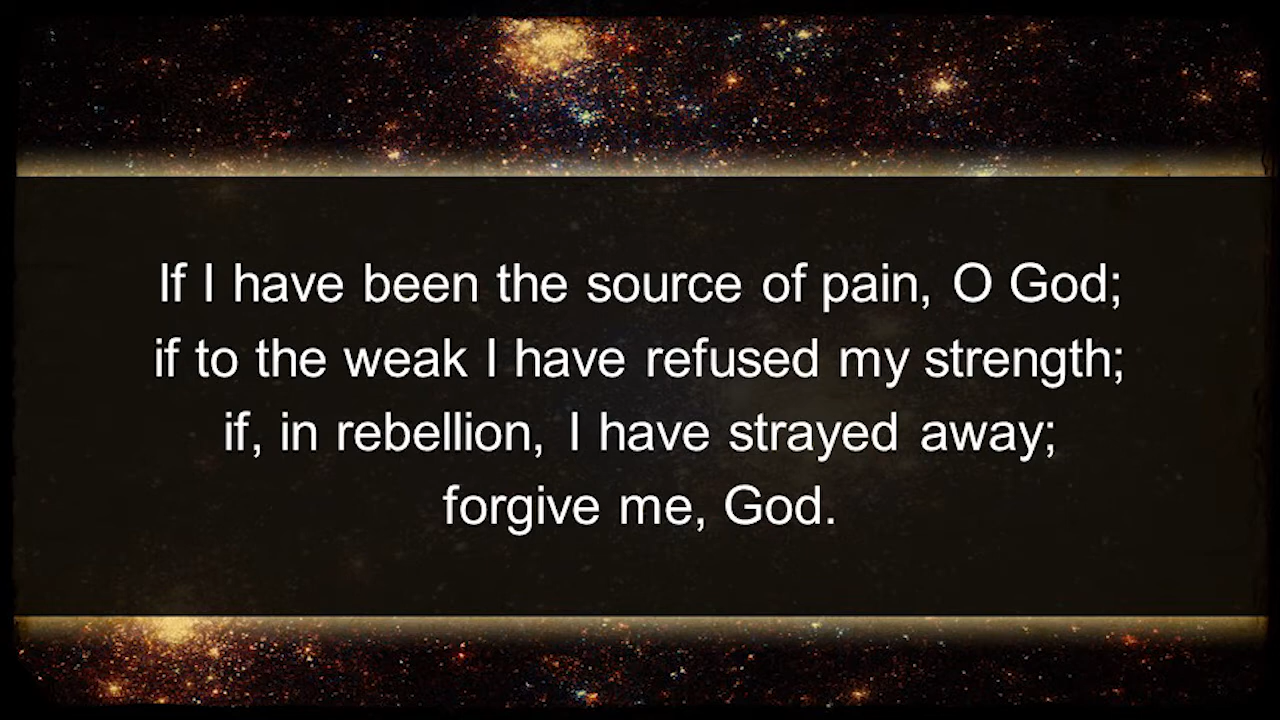 If I have been the source of pain, O God;
if to the weak I have refused my strength;
if, in rebellion, I have strayed away;
forgive me, God.